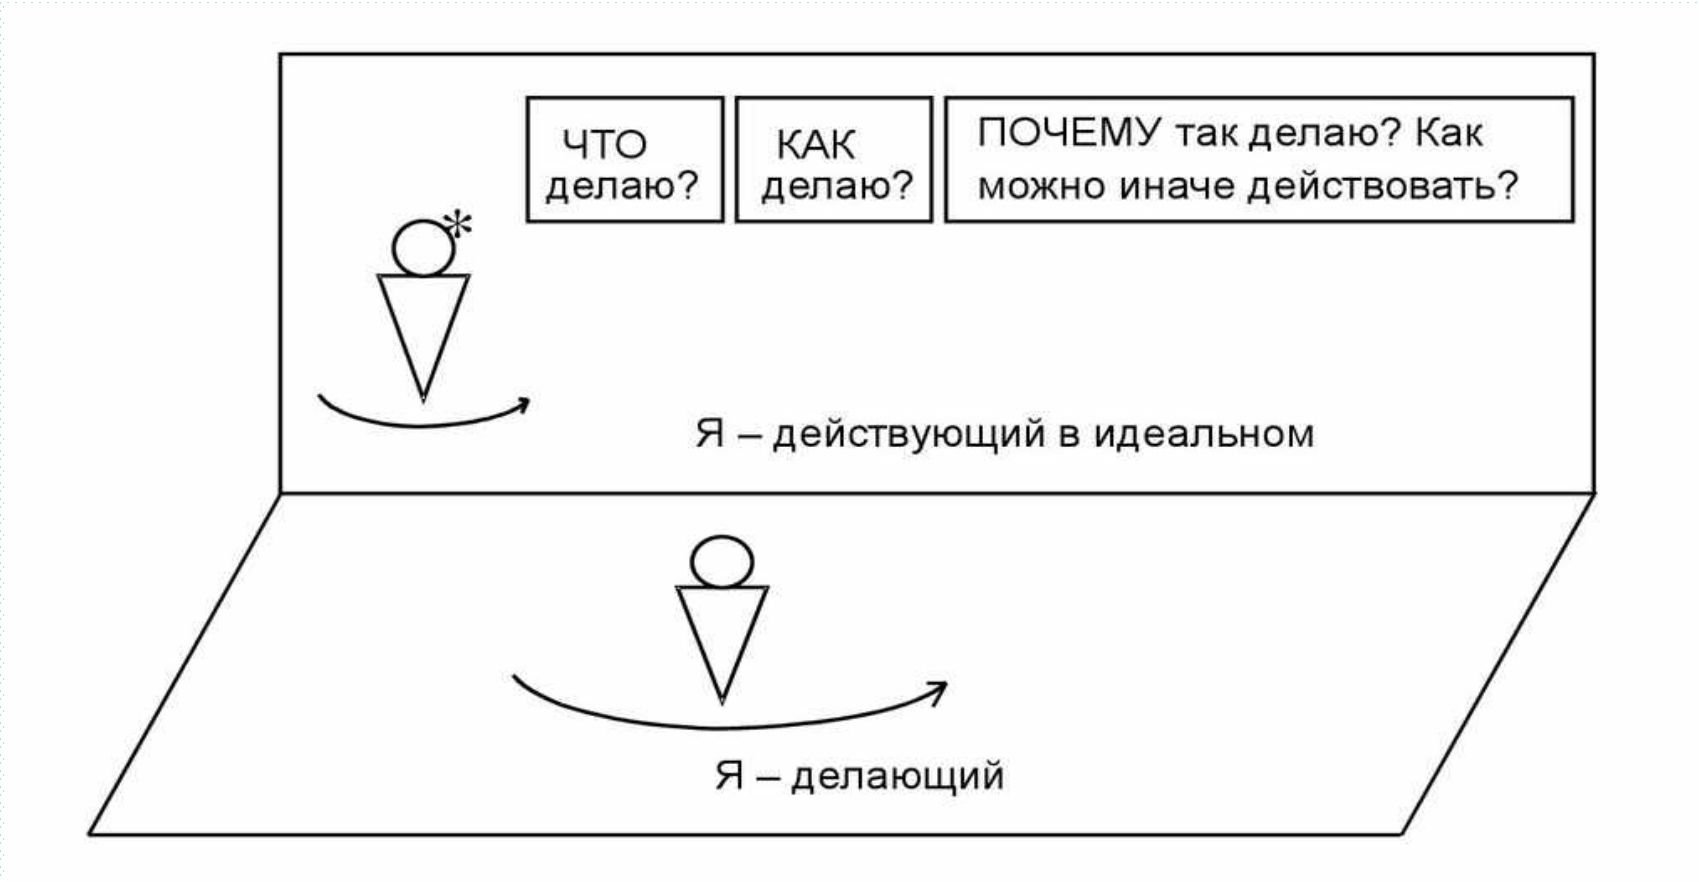 ЧТО
делаю?
КАК
делаю?
ПОЧЕМУ так делаю? Как
можно иначе действовать?
*
Я – действующий в идеальном
Я – делающий